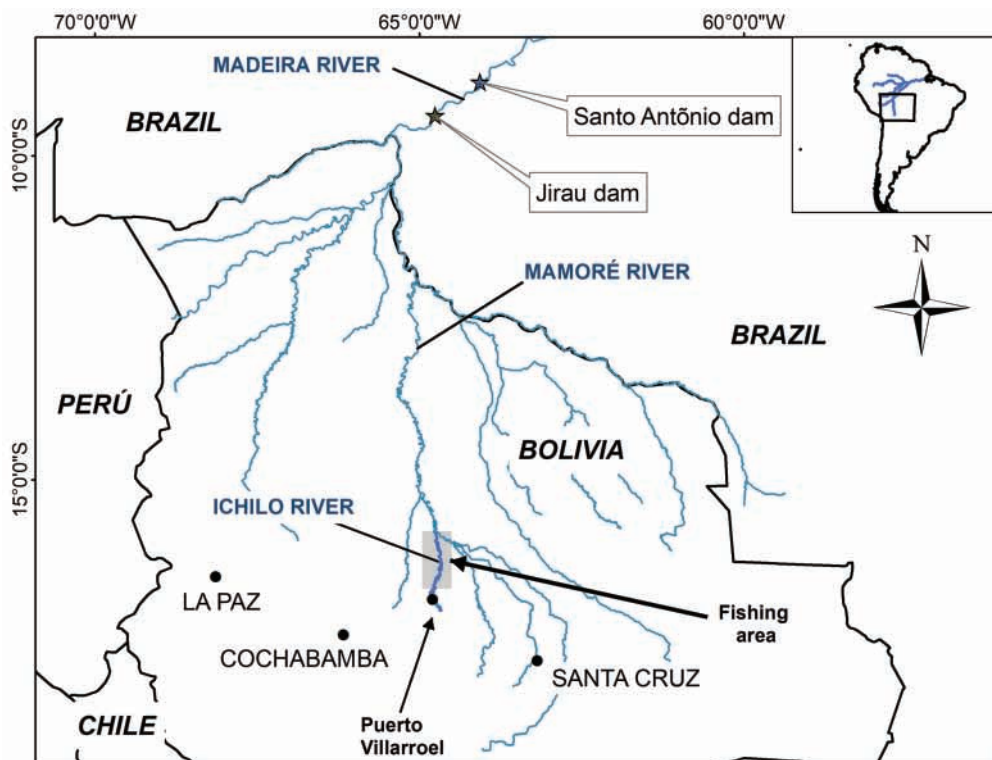 70°0'0"W
65°0'0"W
60°0'0"W
MADEIRA RIVER
Santo Antõnio dam
BRAZIL
10°0'0"S
Jirau dam
N
MAMORÉ RIVER
BRAZIL
PERÚ
BOLIVIA
15°0'0"S
ICHILO RIVER
LA PAZ
Fishing
area
COCHABAMBA
SANTA CRUZ
CHILE
Puerto
Villarroel